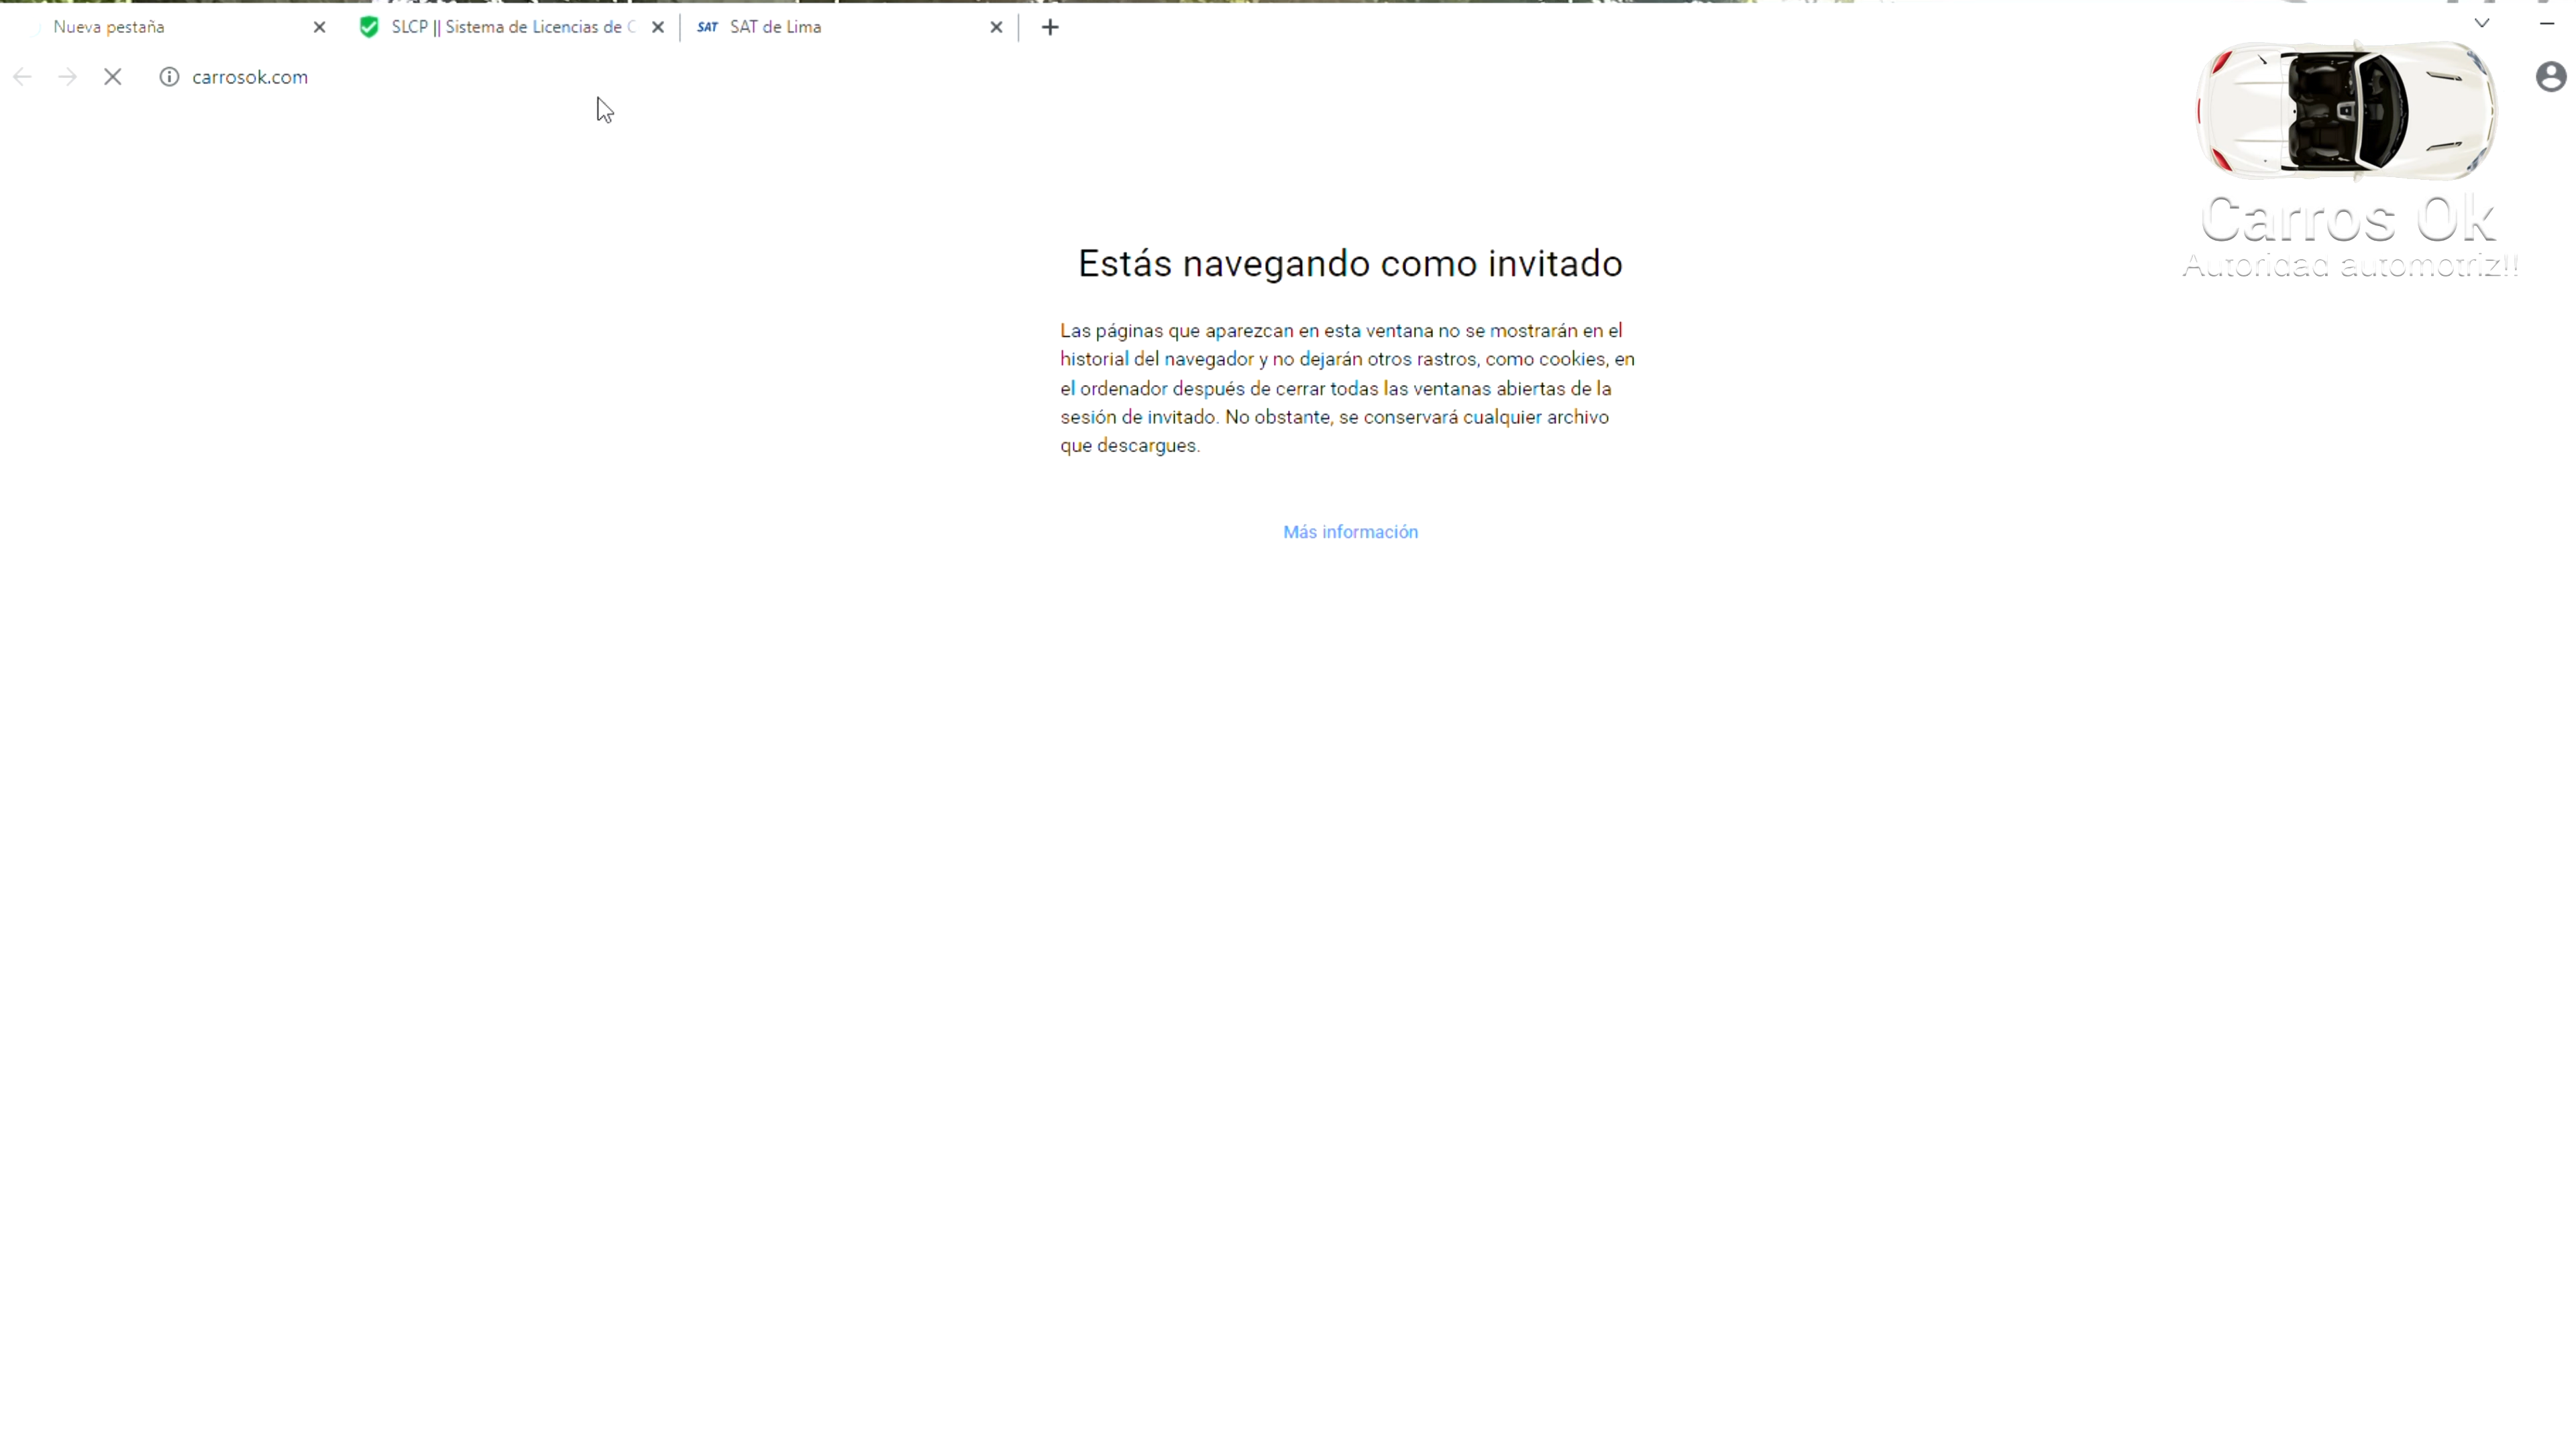 Nueva pestaña
SLCP || Sistema de Licencias de C
SAT SAT de Lima
carrosok.com
Carros Ok
Autoridad automotriz!!
Estás navegando como invitado
Las páginas que aparezcan en esta ventana no se mostrarán en el
historial del navegador y no dejarán otros rastros, como cookies, en
el ordenador después de cerrar todas las ventanas abiertas de la
sesión de invitado. No obstante, se conservará cualquier archivo
que descargues.
Más información